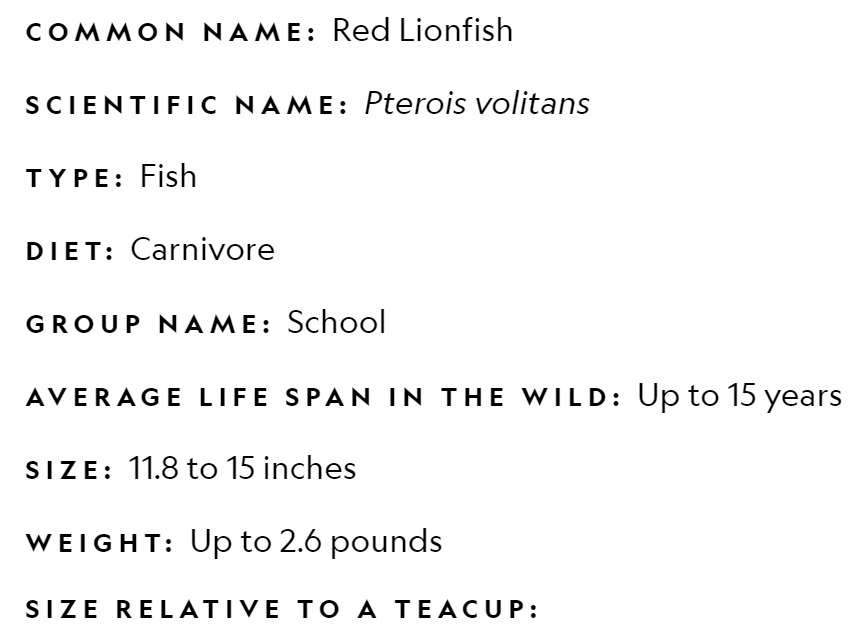 COMMON NAME: Red Lionfish
SCIENTIFIC NAME: Pterois volitans
TYPE: Fish
DIET: Carnivore
GROUP NAME: School
AVERAGE LIFE SPAN IN THE WILD: Up to 15 years
SIZE: 11.8 to 15 inches
WEIGHT: Up to 2.6 pounds
SIZE RELATIVE TO A TEACUP: